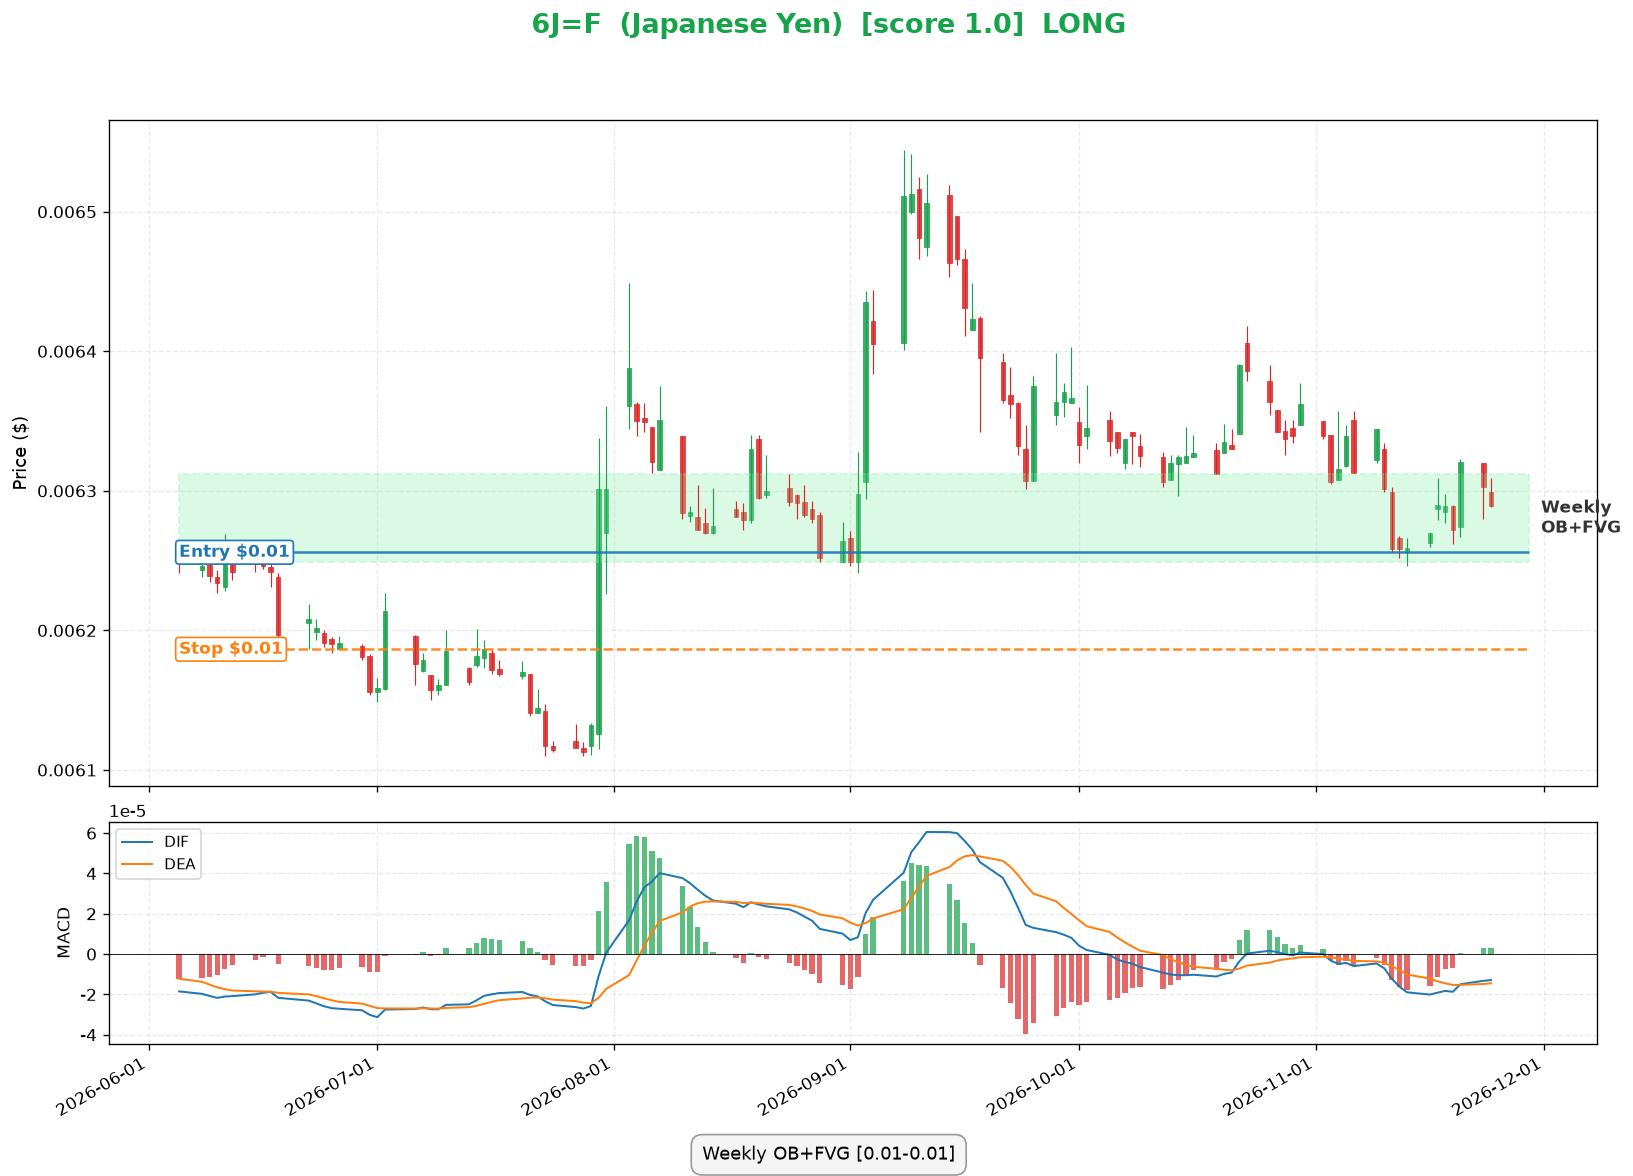 6J=F  (Japanese Yen)  [score 1.0]  LONG
Price ($)
0.0065
0.0064
0.0063
0.0062
0.0061
Weekly
OB+FVG
Entry $0.01
Stop $0.01
1e-5
DIF
DEA
MACD
6
4
2
0
-2
-4
2026-06-01
2026-07-01
2026-08-01
2026-09-01
2026-10-01
2026-11-01
2026-12-01
Weekly OB+FVG [0.01-0.01]